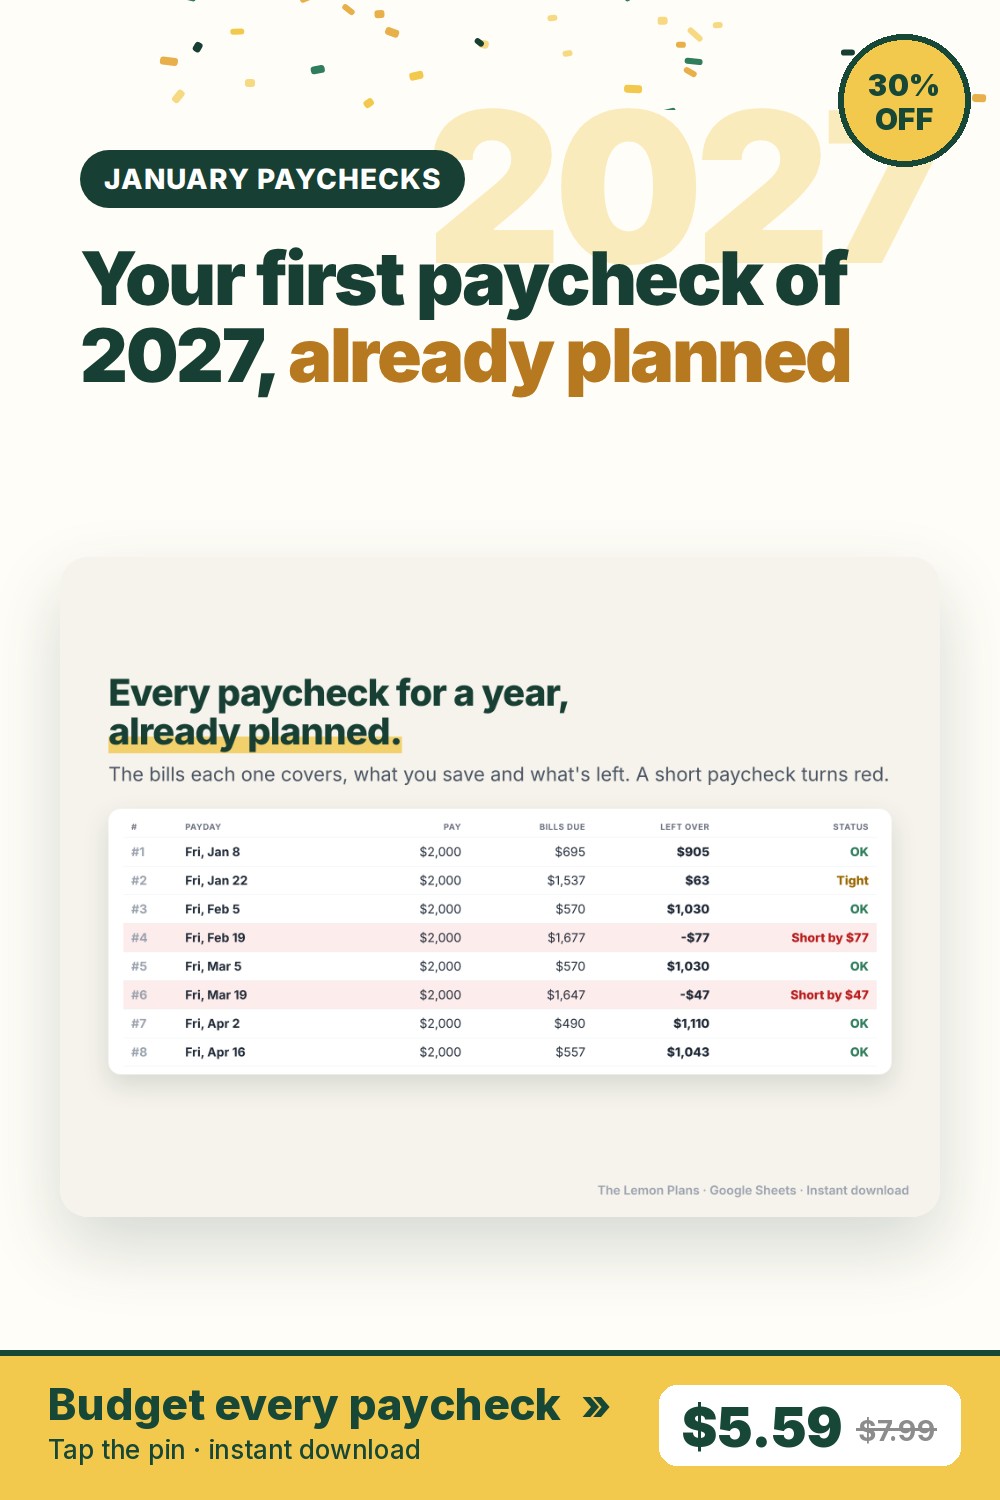 30%
OFF
2027
JANUARY PAYCHECKS
Your first paycheck of
2027, already planned
Every paycheck for a year,
already planned.
The bills each one covers, what you save and what's left. A short paycheck turns red.
# PAYDAY PAY BILLS DUE LEFT OVER STATUS
#1 Fri, Jan 8 $2,000 $695 $905 OK
#2 Fri, Jan 22 $2,000 $1,537 $63 Tight
#3 Fri, Feb 5 $2,000 $570 $1,030 OK
#4 Fri, Feb 19 $2,000 $1,677 -$77 Short by $77
#5 Fri, Mar 5 $2,000 $570 $1,030 OK
#6 Fri, Mar 19 $2,000 $1,647 -$47 Short by $47
#7 Fri, Apr 2 $2,000 $490 $1,110 OK
#8 Fri, Apr 16 $2,000 $557 $1,043 OK
The Lemon Plans · Google Sheets · Instant download
Budget every paycheck »
Tap the pin · instant download
$5.59 $7.99